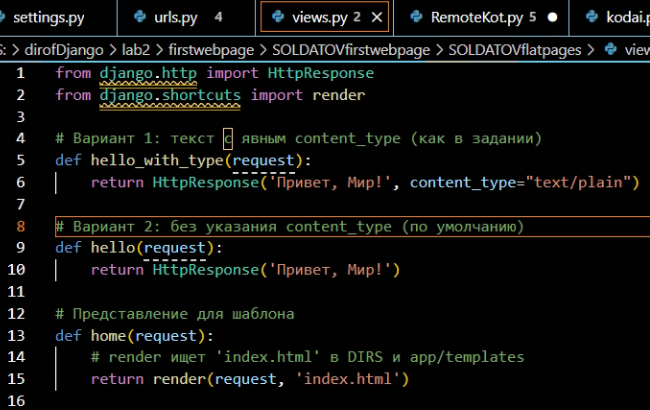 settings.py urls.py views.py 2 RemoteKot.py 5 kodai.p
S: > dirofDjango > lab2 > firstwebpage > SOLDATOVfirstwebpage > SOLDATOVflatpages > view
1 from django.http import HttpResponse
2 from django.shortcuts import render
3
4 # Вариант 1: текст с явным content_type (как в задании)
5 def hello_with_type(request):
6 return HttpResponse('Привет, Мир!', content_type="text/plain")
7
8 # Вариант 2: без указания content_type (по умолчанию)
9 def hello(request):
10 return HttpResponse('Привет, Мир!')
11
12 # Представление для шаблона
13 def home(request):
14 # render ищет 'index.html' в DIRS и app/templates
15 return render(request, 'index.html')
16